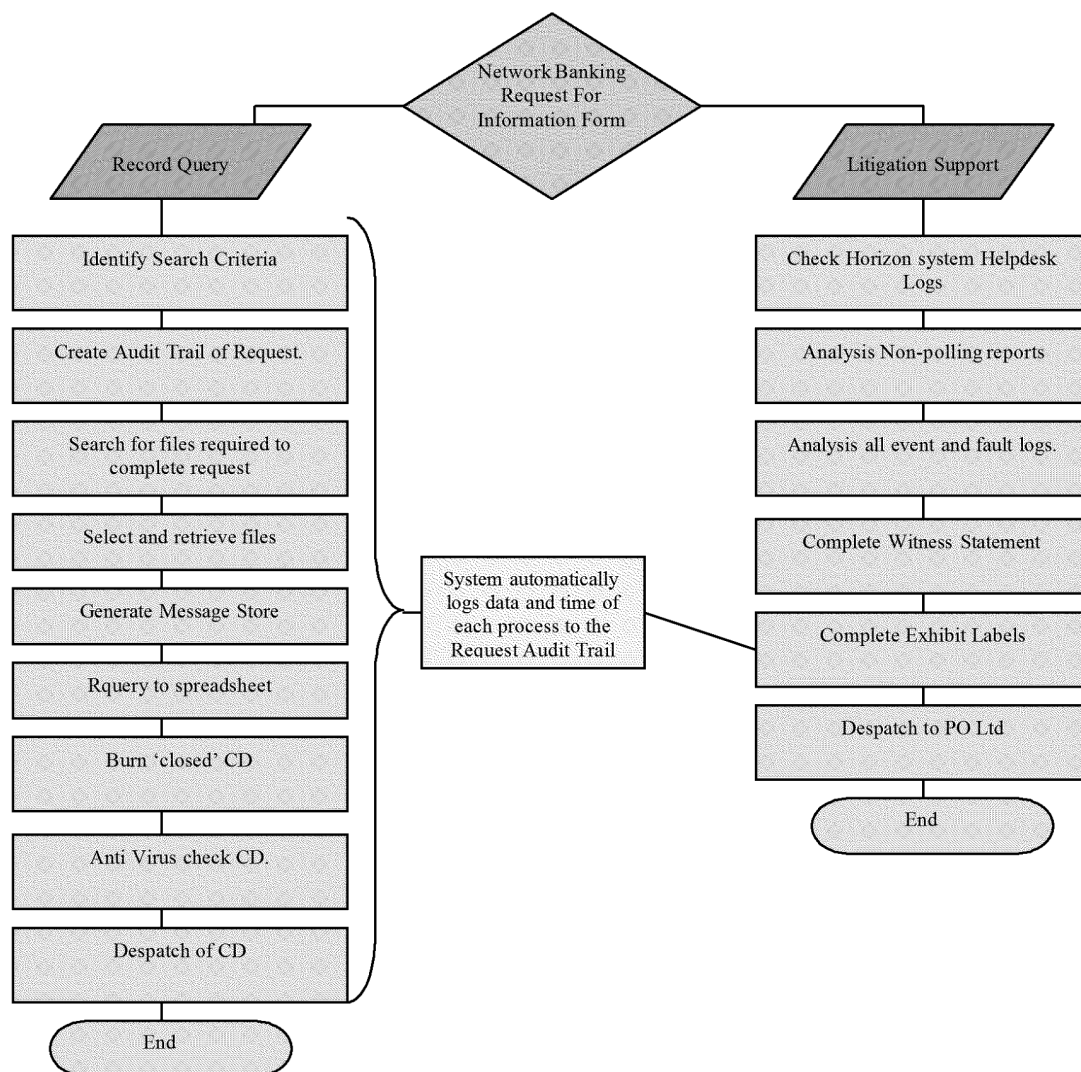 Network Banking
Request For
Information Form
Record Query
Identify Search Criteria
Create Audit Trail of Request.
Search for files required to
complete request
Select and retrieve files
Generate Message Store
Rquery to spreadsheet
Burn ‘closed’ CD
Anti Virus check CD.
Despatch of CD
End
System automatically
logs data and time of
each process to the
Request Audit Trail
Litigation Support
Check Horizon system Helpdesk
Logs
Analysis Non-polling reports
Analysis all event and fault logs.
Complete Witness Statement
Complete Exhibit Labels
Despatch to PO Ltd
End